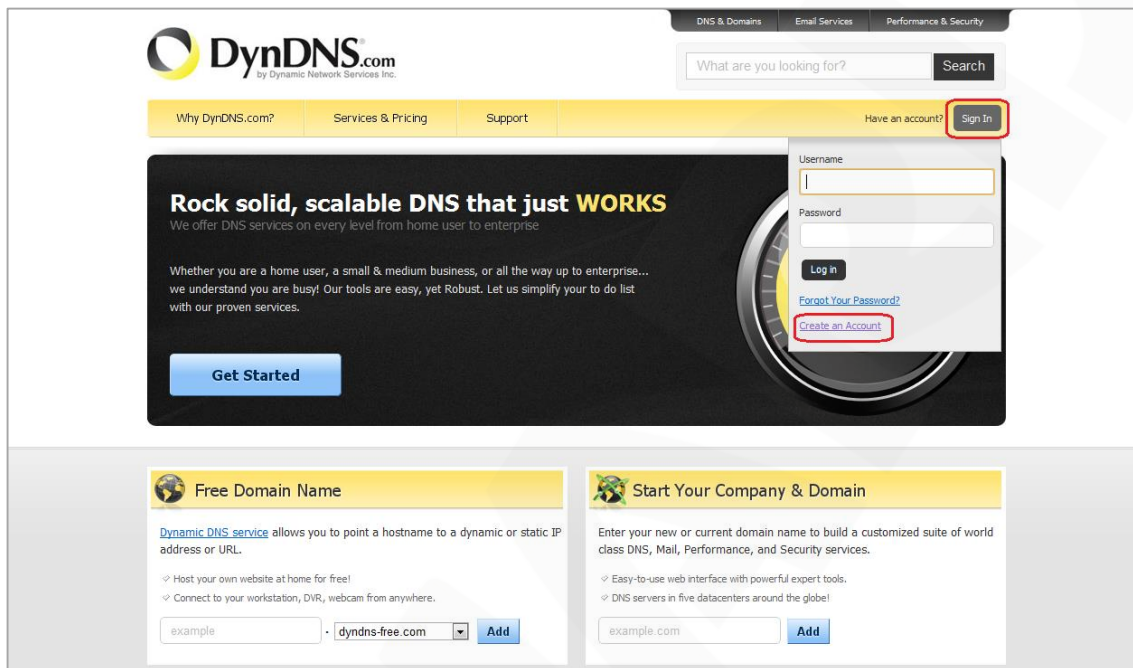 DNS & Domains Email Services Performance & Security
DynDNS.com
by Dynamic Network Services Inc.
What are you looking for? Search
Why DynDNS.com? Services & Pricing Support Have an account? Sign In
Username
Password
Log in
Forgot Your Password?
Create an Account
Rock solid, scalable DNS that just WORKS
We offer DNS services on every level from home user to enterprise
Whether you are a home user, a small & medium business, or all the way up to enterprise...
we understand you are busy! Our tools are easy, yet Robust. Let us simplify your to do list
with our proven services.
Get Started
Free Domain Name
Dynamic DNS service allows you to point a hostname to a dynamic or static IP
address or URL.
Host your own website at home for free!
Connect to your workstation, DVR, webcam from anywhere.
example . dyndns-free.com Add
Start Your Company & Domain
Enter your new or current domain name to build a customized suite of world
class DNS, Mail, Performance, and Security services.
Easy-to-use web interface with powerful expert tools.
DNS servers in five datacenters around the globe!
example.com Add